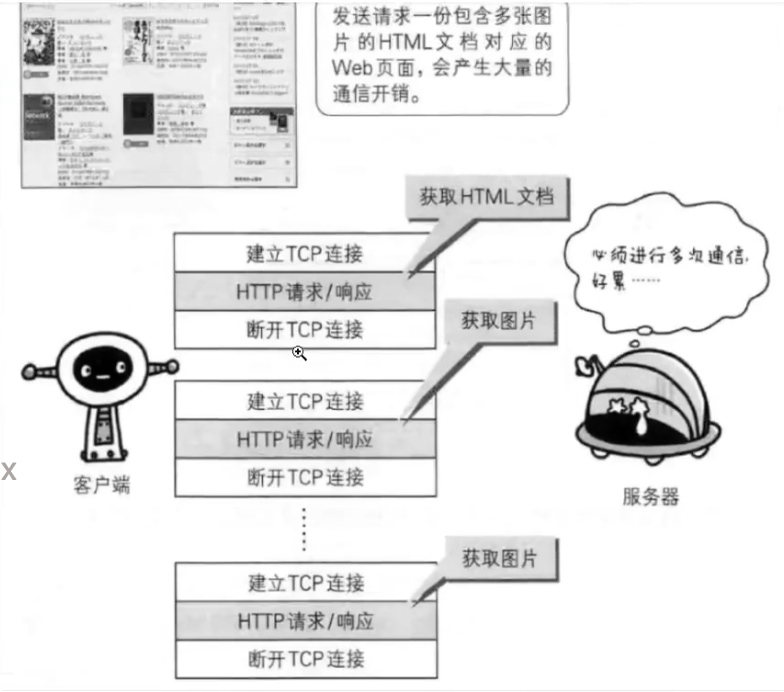 发送请求一份包含多张图
片的HTML文档对应的
Web页面，会产生大量的
通信开销。
获取HTML文档
建立TCP连接
HTTP请求/响应
断开TCP连接
必须进行多次通信，
好累……
获取图片
建立TCP连接
HTTP请求/响应
断开TCP连接
X
客户端
服务器
获取图片
建立TCP连接
HTTP请求/响应
断开TCP连接